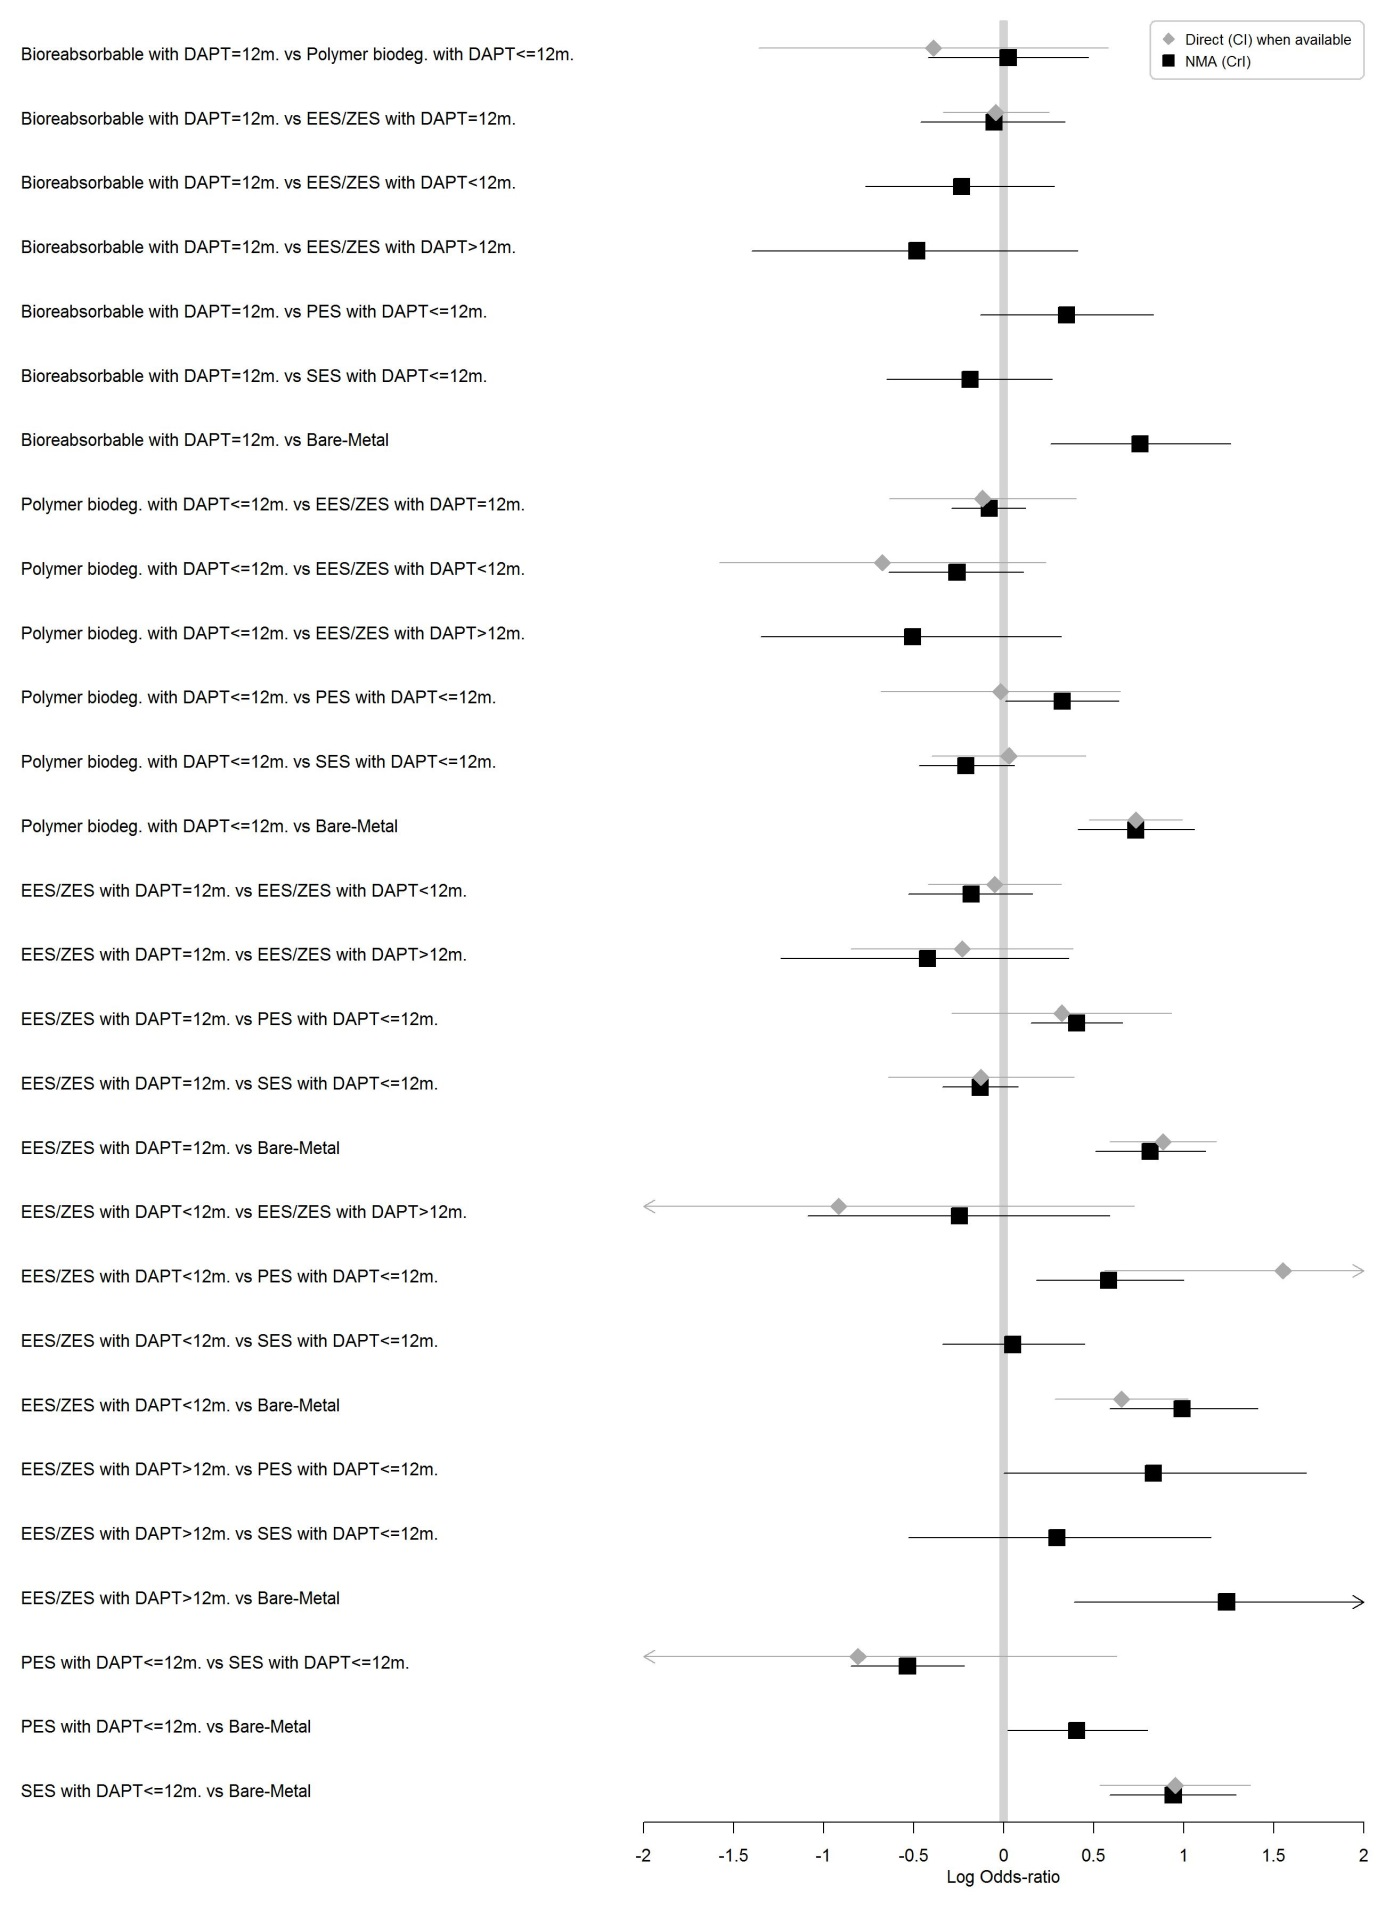 Direct (CI) when available
NMA (CrI)
Bioreabsorbable with DAPT=12m. vs Polymer biodeg. with DAPT<=12m.
Bioreabsorbable with DAPT=12m. vs EES/ZES with DAPT=12m.
Bioreabsorbable with DAPT=12m. vs EES/ZES with DAPT<12m.
Bioreabsorbable with DAPT=12m. vs EES/ZES with DAPT>12m.
Bioreabsorbable with DAPT=12m. vs PES with DAPT<=12m.
Bioreabsorbable with DAPT=12m. vs SES with DAPT<=12m.
Bioreabsorbable with DAPT=12m. vs Bare-Metal
Polymer biodeg. with DAPT<=12m. vs EES/ZES with DAPT=12m.
Polymer biodeg. with DAPT<=12m. vs EES/ZES with DAPT<12m.
Polymer biodeg. with DAPT<=12m. vs EES/ZES with DAPT>12m.
Polymer biodeg. with DAPT<=12m. vs PES with DAPT<=12m.
Polymer biodeg. with DAPT<=12m. vs SES with DAPT<=12m.
Polymer biodeg. with DAPT<=12m. vs Bare-Metal
EES/ZES with DAPT=12m. vs EES/ZES with DAPT<12m.
EES/ZES with DAPT=12m. vs EES/ZES with DAPT>12m.
EES/ZES with DAPT=12m. vs PES with DAPT<=12m.
EES/ZES with DAPT=12m. vs SES with DAPT<=12m.
EES/ZES with DAPT=12m. vs Bare-Metal
EES/ZES with DAPT<12m. vs EES/ZES with DAPT>12m.
EES/ZES with DAPT<12m. vs PES with DAPT<=12m.
EES/ZES with DAPT<12m. vs SES with DAPT<=12m.
EES/ZES with DAPT<12m. vs Bare-Metal
EES/ZES with DAPT>12m. vs PES with DAPT<=12m.
EES/ZES with DAPT>12m. vs SES with DAPT<=12m.
EES/ZES with DAPT>12m. vs Bare-Metal
PES with DAPT<=12m. vs SES with DAPT<=12m.
PES with DAPT<=12m. vs Bare-Metal
SES with DAPT<=12m. vs Bare-Metal
-2 -1.5 -1 -0.5 0 0.5 1 1.5 2
Log Odds-ratio